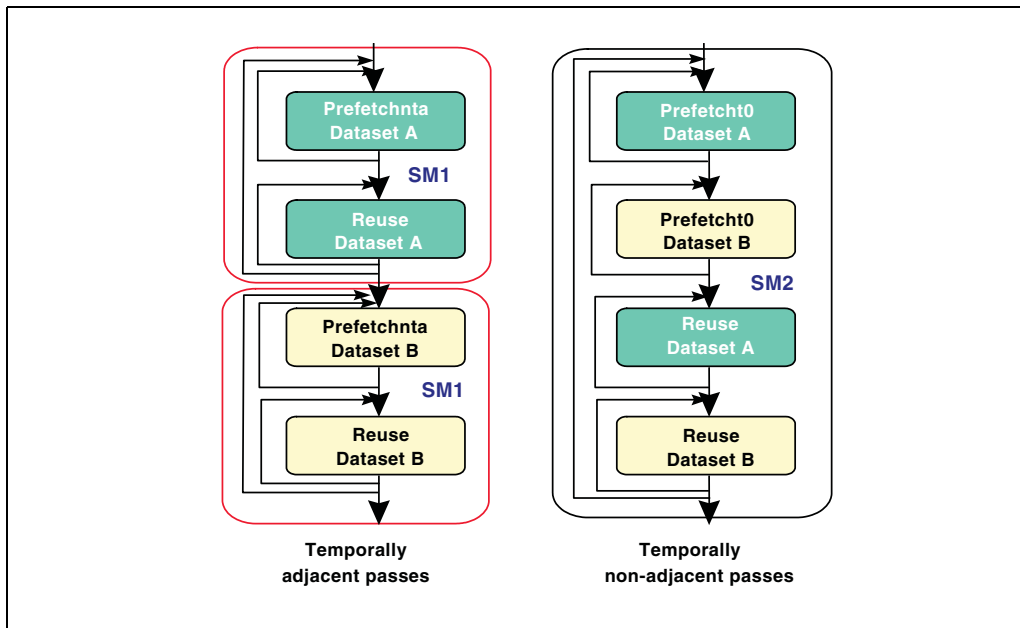 Prefetchnta
Dataset A
SM1
Reuse
Dataset A
Prefetchnta
Dataset B
SM1
Reuse
Dataset B
Temporally
adjacent passes
Prefetcht0
Dataset A
Prefetcht0
Dataset B
SM2
Reuse
Dataset A
Reuse
Dataset B
Temporally
non-adjacent passes